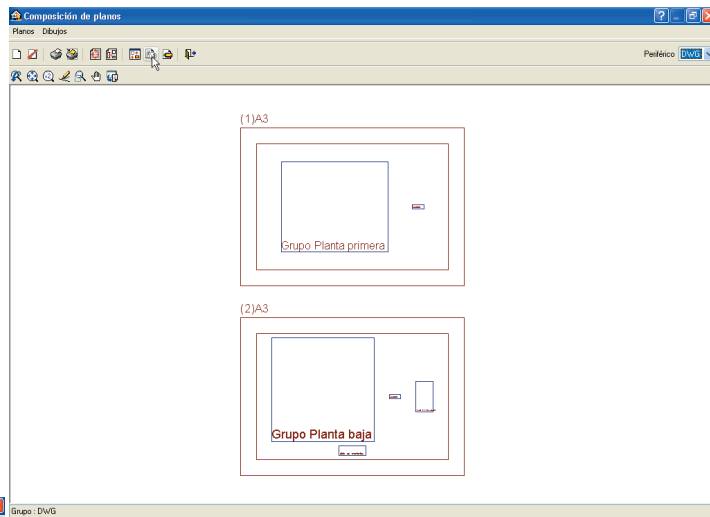 Composición de planos
Planos Dibujos
Periférico DWG
(1)A3
Grupo Planta primera
(2)A3
Grupo Planta baja
Grupo : DWG